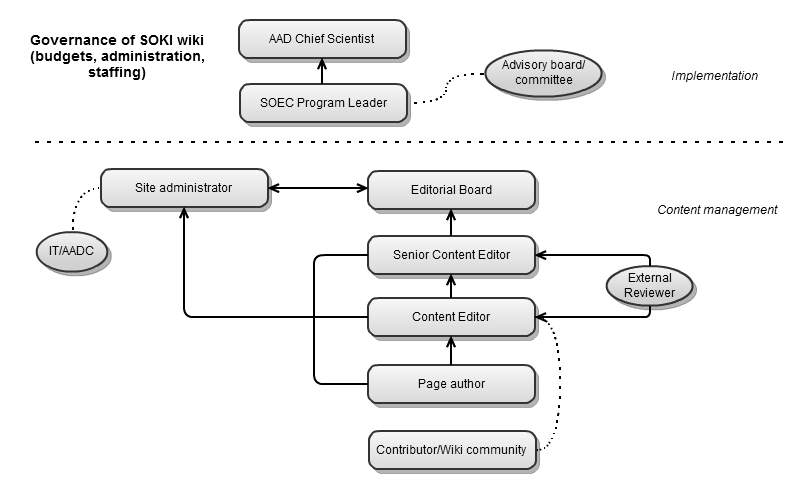 Governance of SOKI wiki
(budgets, administration,
staffing)
AAD Chief Scientist
SOEC Program Leader
Advisory board/
committee
Implementation
Site administrator
Editorial Board
Content management
IT/AADC
Senior Content Editor
External
Reviewer
Content Editor
Page author
Contributor/Wiki community